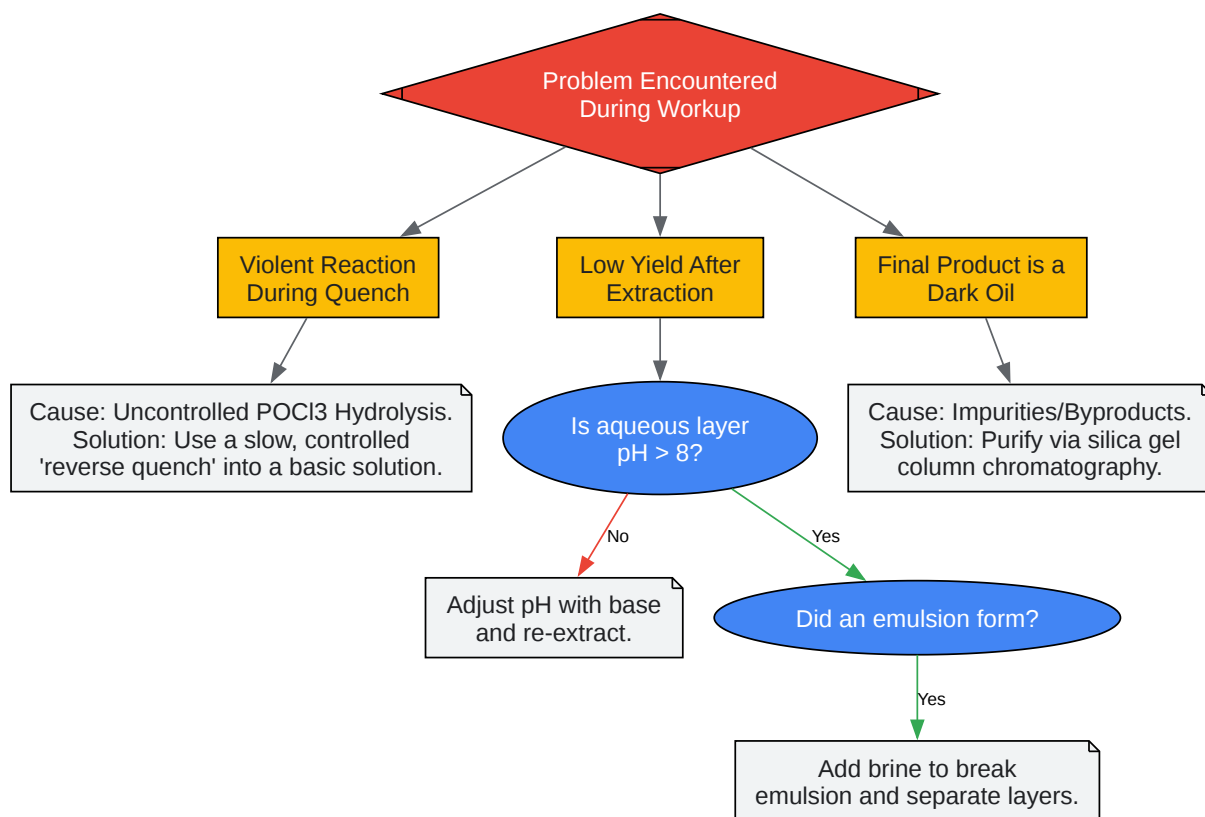 Problem Encountered
During Workup
Violent Reaction
During Quench
Low Yield After
Extraction
Final Product is a
Dark Oil
Cause: Uncontrolled POCl3 Hydrolysis.
Solution: Use a slow, controlled
'reverse quench' into a basic solution.
Is aqueous layer
pH > 8?
Cause: Impurities/Byproducts.
Solution: Purify via silica gel
column chromatography.
No
Yes
Adjust pH with base
and re-extract.
Did an emulsion form?
Yes
Add brine to break
emulsion and separate layers.